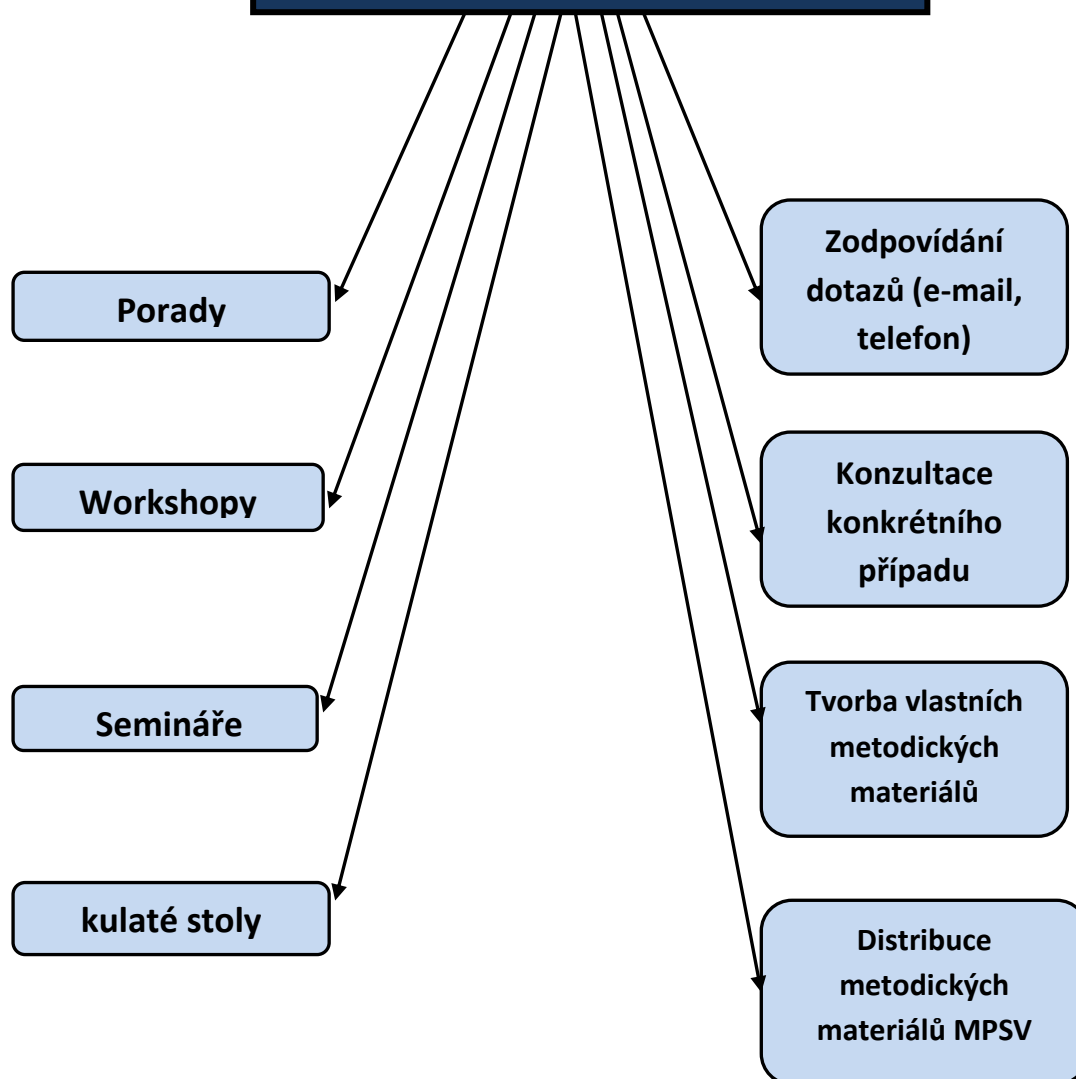 Porady
Workshopy
Semináře
kulaté stoly
Zodpovídání
dotazů (e-mail,
telefon)
Konzultace
konkrétního
případu
Tvorba vlastních
metodických
materiálů
Distribuce
metodických
materiálů MPSV